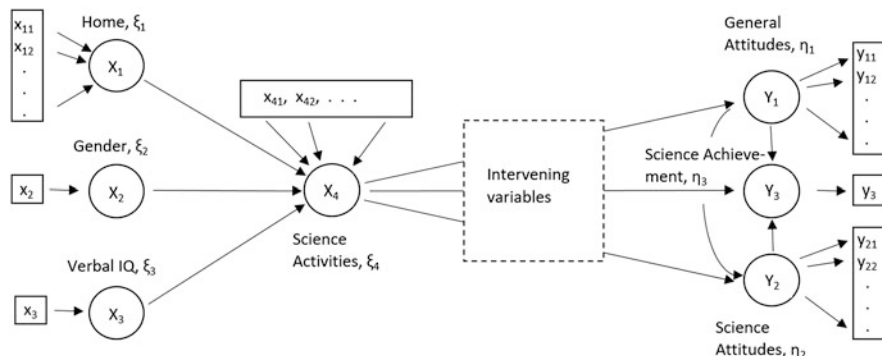 Home, ξ₁
x₁₁
x₁₂
.
.
.
X₁
Gender, ξ₂
x₂
X₂
Verbal IQ, ξ₃
x₃
X₃
x₄₁, x₄₂, . . .
X₄
Science
Activities, ξ₄
Intervening
variables
General
Attitudes, η₁
Y₁
y₁₁
y₁₂
.
.
.
Science Achieve-
ment, η₃
Y₃
y₃
Y₂
y₂₁
y₂₂
.
.
.
Science
Attitudes, η₂